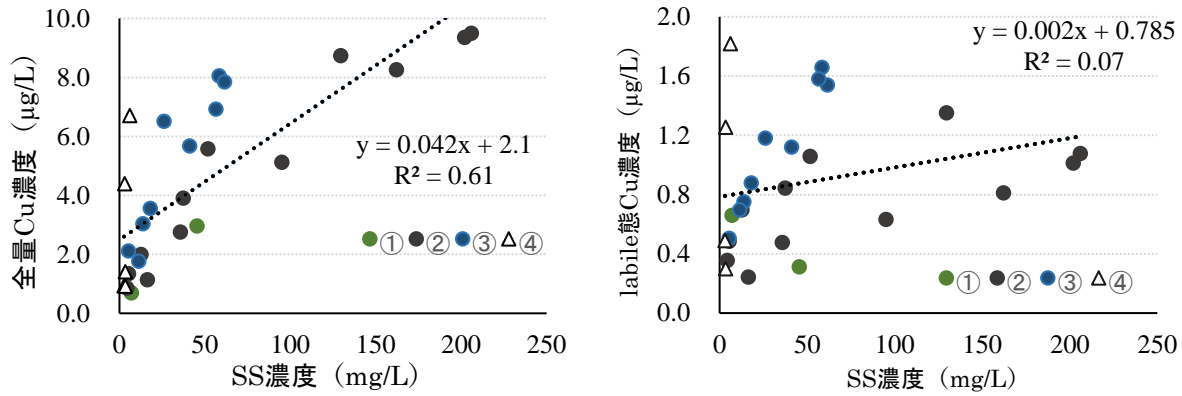 10.0
8.0
6.0
4.0
2.0
0.0
全量Cu濃度（μg/L）
y = 0.042x + 2.1
R² = 0.61
① ② ③ ④
0 50 100 150 200 250
SS濃度（mg/L）
2.0
1.6
1.2
0.8
0.4
0.0
labile態Cu濃度（μg/L）
y = 0.002x + 0.785
R² = 0.07
① ② ③ ④
0 50 100 150 200 250
SS濃度（mg/L）